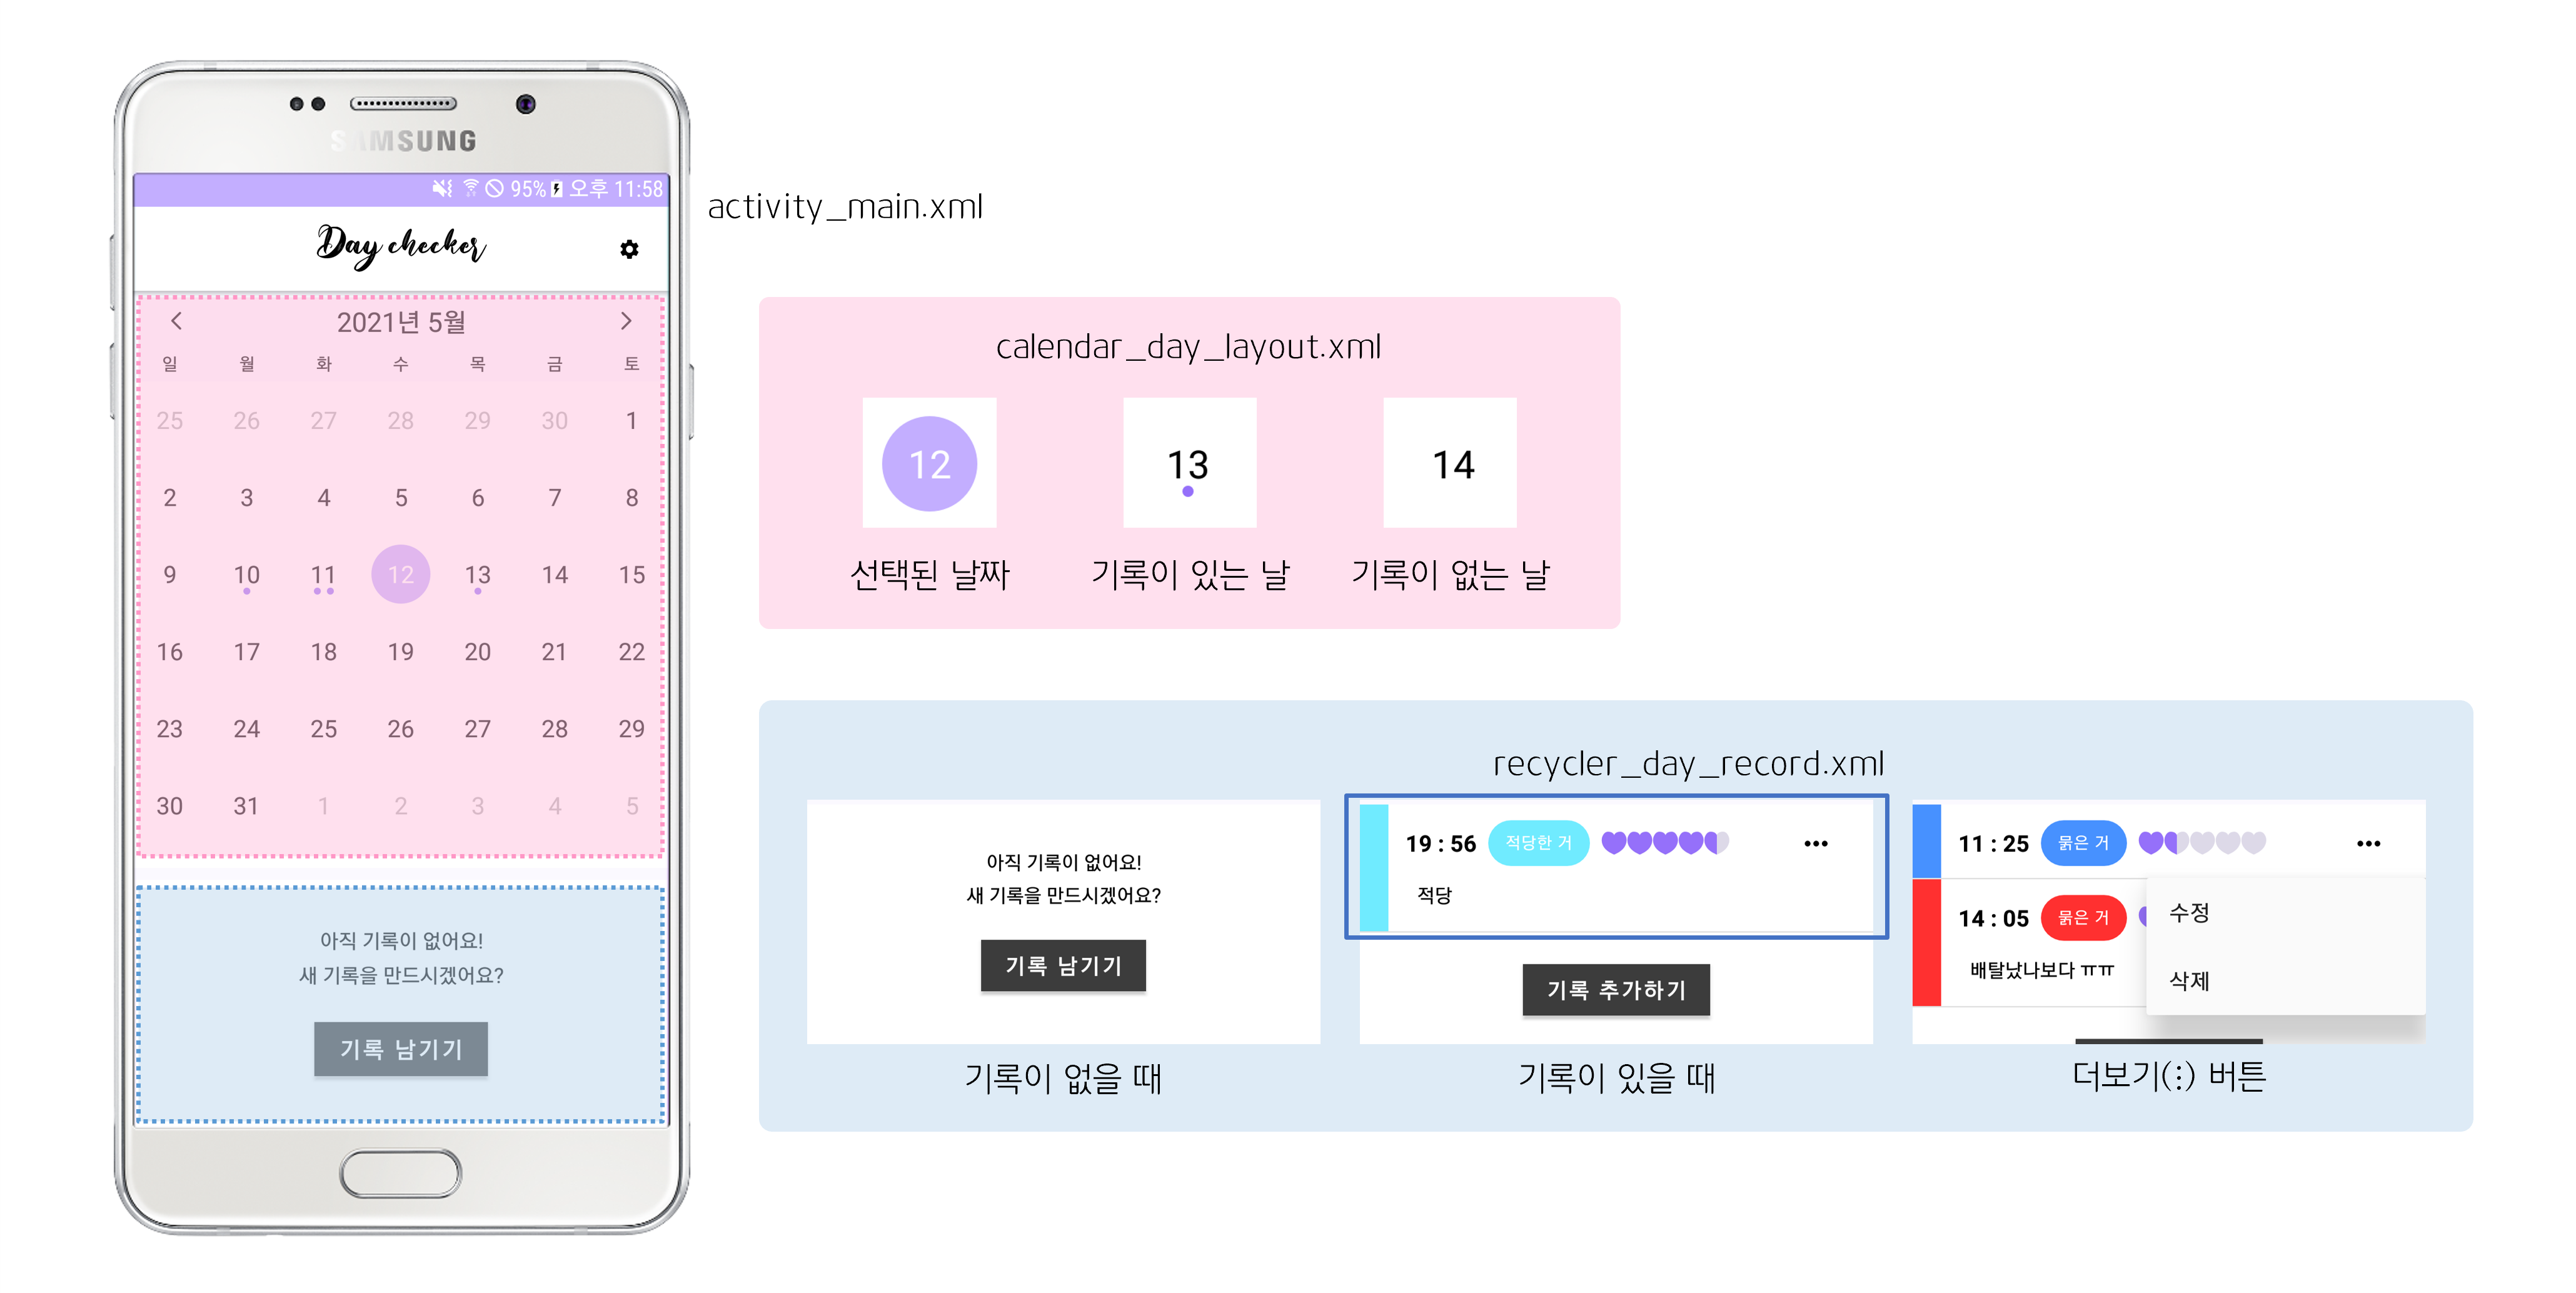 SAMSUNG
95% 오후 11:58
Day checker
2021년 5월
일 월 화 수 목 금 토
25 26 27 28 29 30 1
2 3 4 5 6 7 8
9 10 11 12 13 14 15
16 17 18 19 20 21 22
23 24 25 26 27 28 29
30 31 1 2 3 4 5
아직 기록이 없어요!
새 기록을 만드시겠어요?
기록 남기기
activity_main.xml
calendar_day_layout.xml
12 13 14
선택된 날짜 기록이 있는 날 기록이 없는 날
recycler_day_record.xml
아직 기록이 없어요!
새 기록을 만드시겠어요?
기록 남기기
기록이 없을 때
19 : 56 적당한 거
적당
기록 추가하기
기록이 있을 때
11 : 25 묽은 거
14 : 05 묽은 거
배탈났나보다 ㅠㅠ
수정
삭제
더보기(:) 버튼